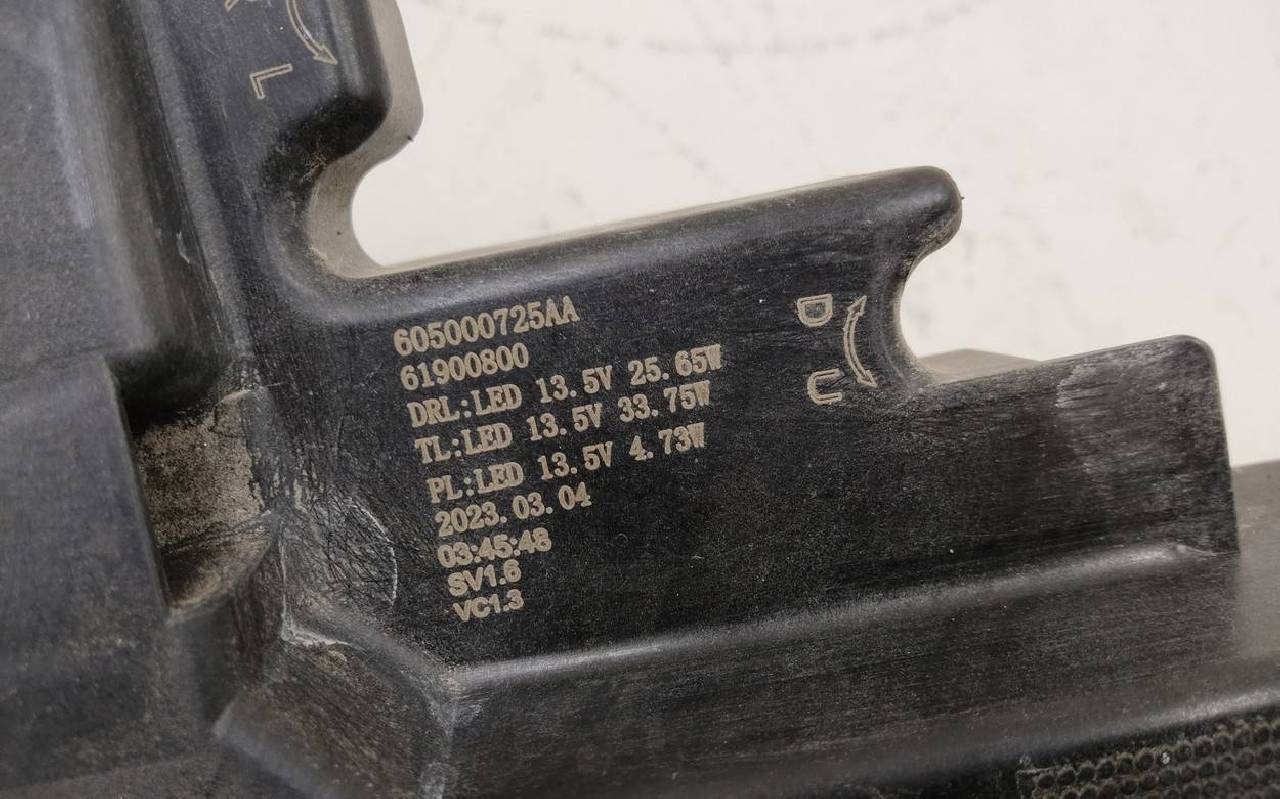 L
605000725AA
61900800
DRL:LED 13.5V 25.65W
TL:LED 13.5V 33.75W
PL:LED 13.5V 4.73W
2023.03.04
03:45:48
SV1.6
VC1.3
D
U